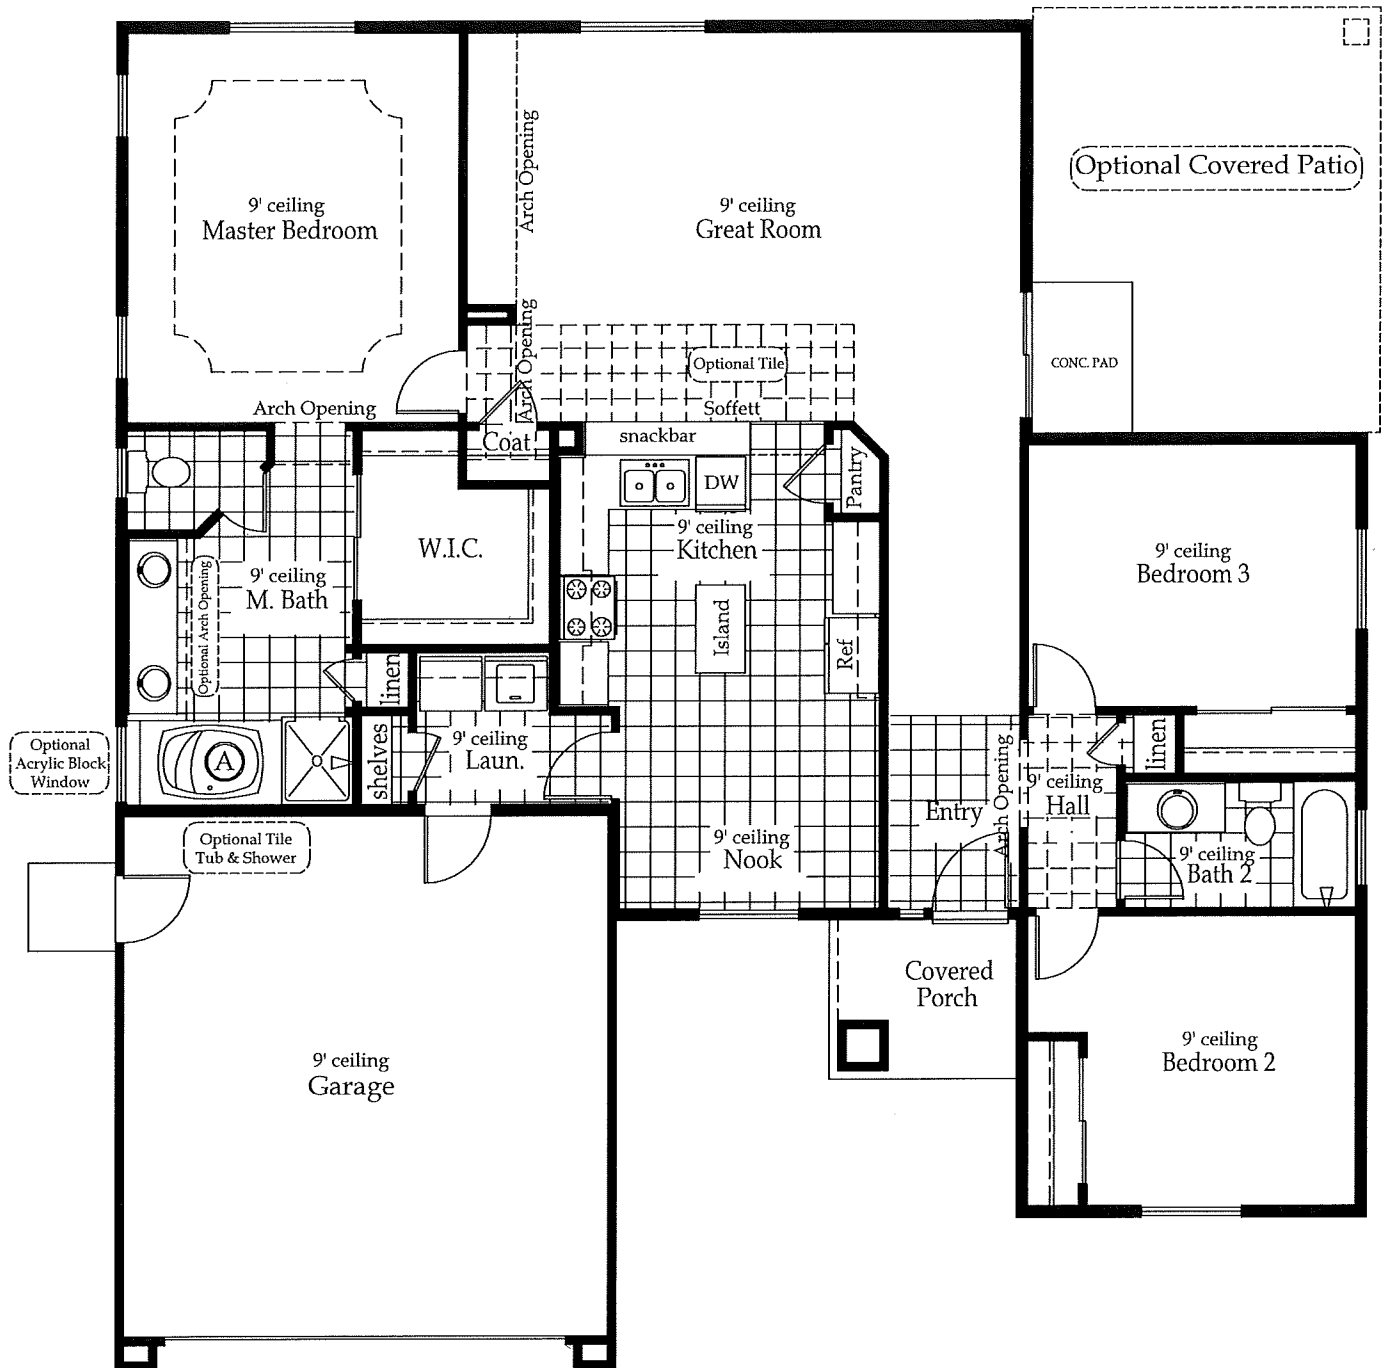 9' ceiling
Master Bedroom
Arch Opening
9' ceiling
Great Room
Optional Covered Patio
Arch Opening
Optional Tile
CONC. PAD
Arch Opening
Soffett
Coat
snackbar
DW
Pantry
W.I.C.
9' ceiling
Kitchen
9' ceiling
Bedroom 3
9' ceiling
M. Bath
Optional Arch Opening
Island
Ref
linen
Optional
Acrylic Block
Window
A
shelves
9' ceiling
Laun.
Arch Opening
linen
9' ceiling
Hall
Entry
Optional Tile
Tub & Shower
9' ceiling
Nook
9' ceiling
Bath 2
Covered
Porch
9' ceiling
Garage
9' ceiling
Bedroom 2